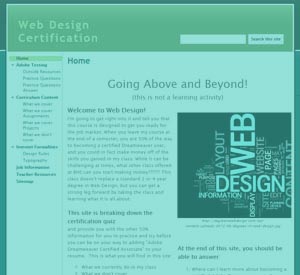 Web Design
Certification
Search this site
Home
Adobe Testing
Outside Resources
Practice Questions
Practice Questions
Answer
Curriculum Content
What we cover
What we cover
Assignments
What we cover
Projects
What we don't
cover
Internet Formalities
Design Rules
Typography
Job Information
Teacher Resources
Sitemap
Home
Going Above and Beyond!
(this is not a learning activity)
Welcome to Web Design!
I'm going to get right into it and tell you that
this course is designed to get you ready for
the job market. When you leave my course at
the end of a semester, you are 50% of the way
to becoming a certified Dreamweaver user,
and you could in fact make money off of the
skills you gained in my class. While it can be
challenging at times, what other class offered
at BHS can you start making money????? This
class doesn't replace a standard 2 or 4 year
degree in Web Design, but you can get a
strong leg forward by taking the class and
learning what it is all about.
This site is breaking down the
certification quiz
and provide you with the other 50%
information for you to practice and try before
you can be on your way to adding "Adobe
Dreamweaver Certified Associate" to your
resume. This is what you will find in this site:
What we currently do in my class
What we don't cover
WEB
DESIGN
LAYOUT
WEBSITE
PAGE
CONTENT
INFORMATION
DISPLAY
At the end of this site, you should be
able to answer
1. Where can I learn more about becoming a